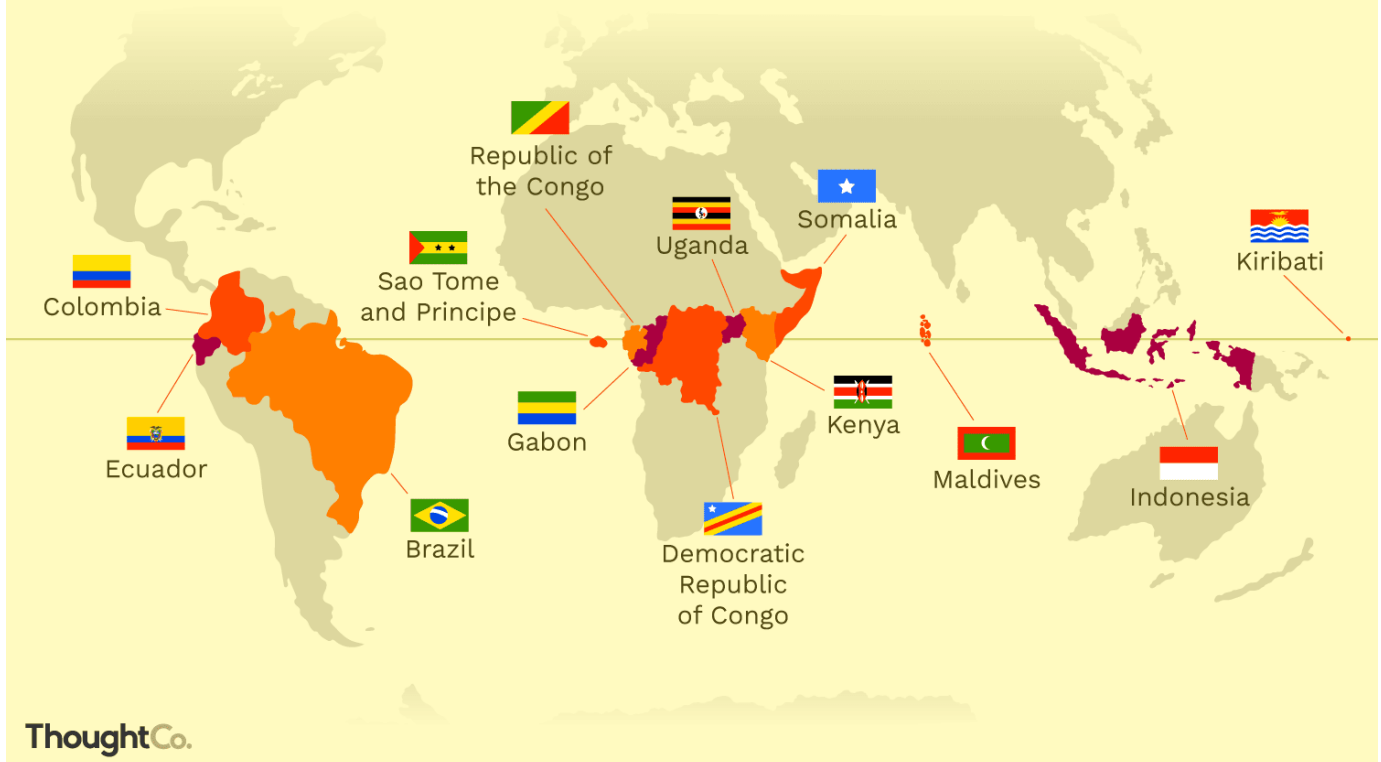 Republic of
the Congo
Somalia
Uganda
Kiribati
Sao Tome
and Principe
Colombia
Gabon
Kenya
Ecuador
Maldives
Indonesia
Brazil
Democratic
Republic
of Congo
ThoughtCo.